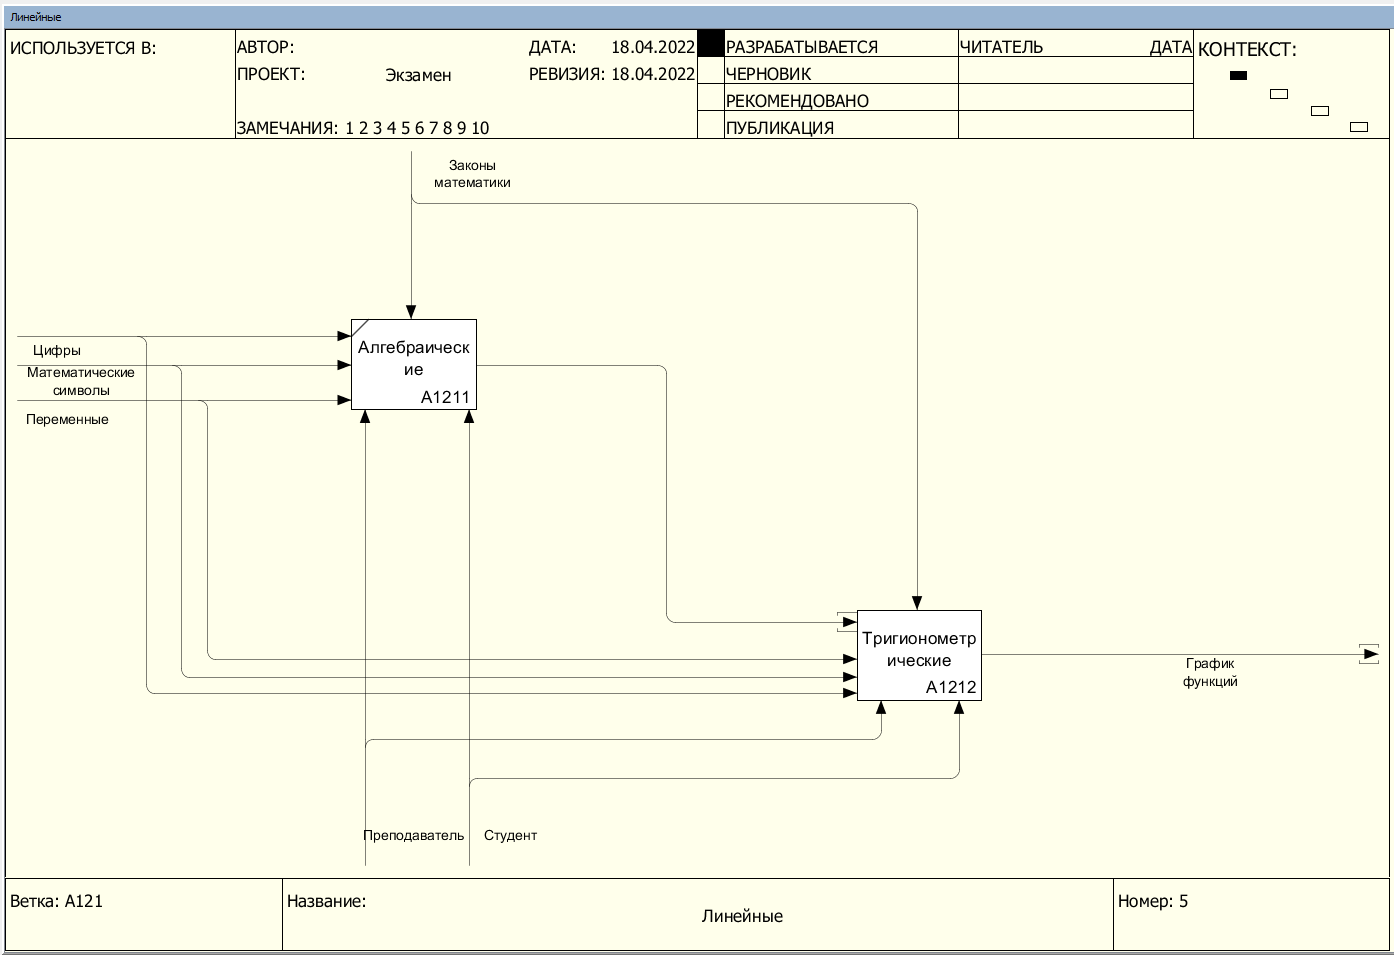 Линейные
ИСПОЛЬЗУЕТСЯ В:
АВТОР:
ДАТА: 18.04.2022
ПРОЕКТ: Экзамен
РЕВИЗИЯ: 18.04.2022
ЗАМЕЧАНИЯ: 1 2 3 4 5 6 7 8 9 10
РАЗРАБАТЫВАЕТСЯ
ЧЕРНОВИК
РЕКОМЕНДОВАНО
ПУБЛИКАЦИЯ
ЧИТАТЕЛЬ ДАТА
КОНТЕКСТ:
Законы
математики
Цифры
Математические
символы
Переменные
Алгебраическ
ие
A1211
Тригионометр
ические
A1212
График
функций
Преподаватель
Студент
Ветка: A121
Название:
Линейные
Номер: 5